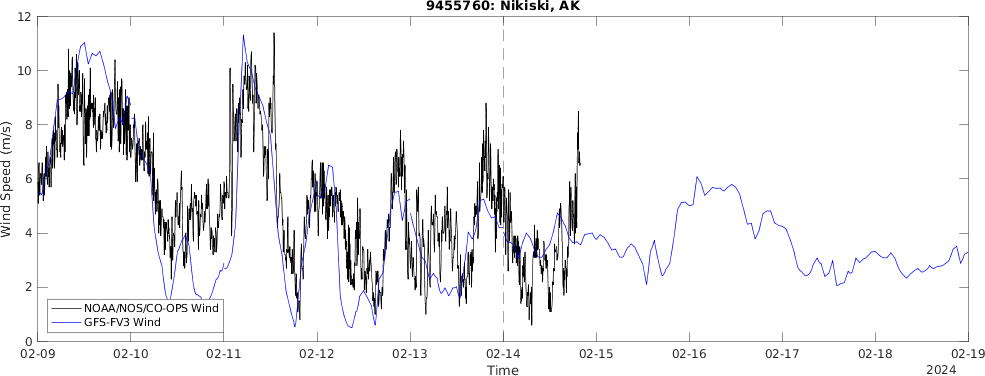 9455760: Nikiski, AK
Wind Speed (m/s)
12
10
8
6
4
2
0
NOAA/NOS/CO-OPS Wind
GFS-FV3 Wind
02-09 02-10 02-11 02-12 02-13 02-14 02-15 02-16 02-17 02-18 02-19
Time
2024